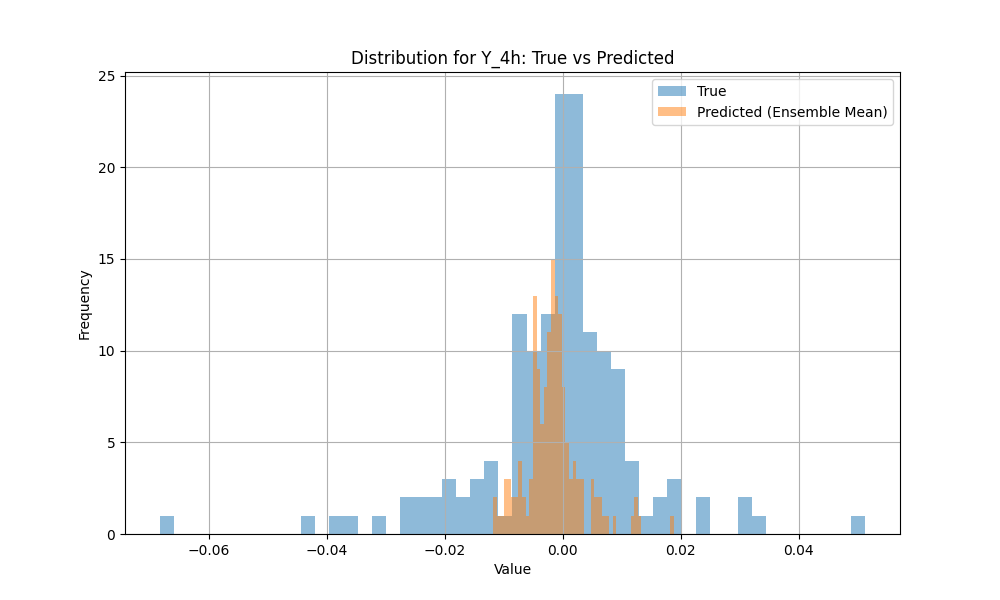 Distribution for Y_4h: True vs Predicted
True
Predicted (Ensemble Mean)
Frequency
25
20
15
10
5
0
−0.06
−0.04
−0.02
0.00
0.02
0.04
Value